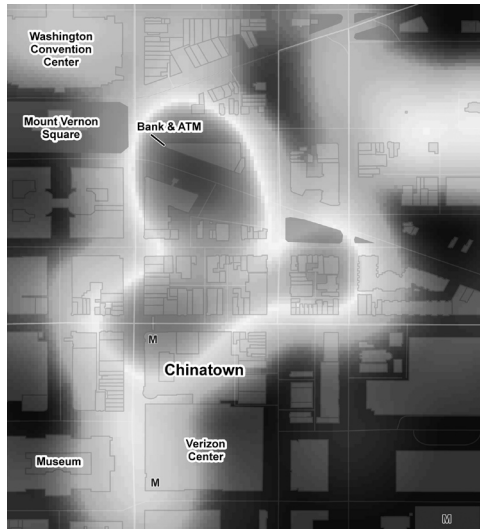 Washington
Convention
Center
Mount Vernon
Square
Bank & ATM
M
Chinatown
Verizon
Center
Museum
M
M